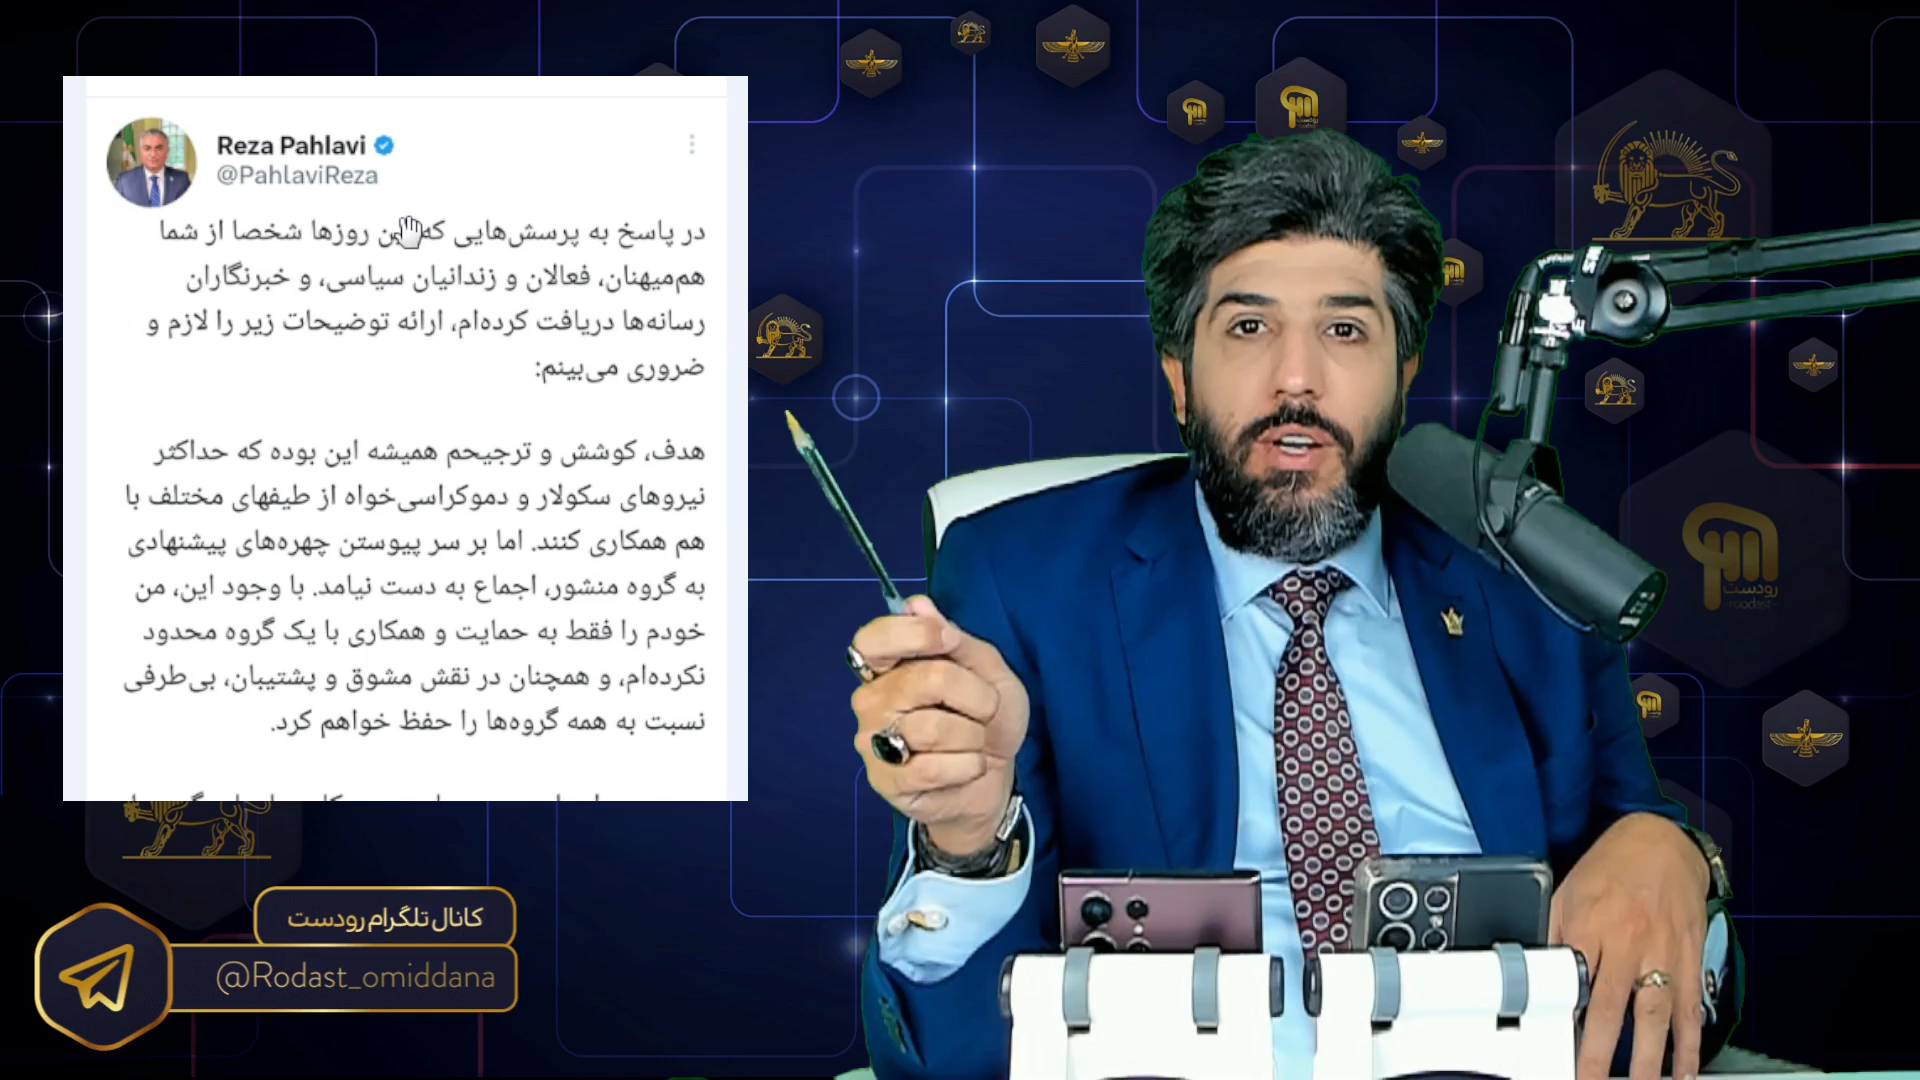 Reza Pahlavi
@PahlaviReza
در پاسخ به پرسش‌هایی که این روزها شخصا از شما
هم‌میهنان، فعالان و زندانیان سیاسی، و خبرنگاران
رسانه‌ها دریافت کرده‌ام، ارائه توضیحات زیر را لازم و
ضروری می‌بینم:
هدف، کوشش و ترجیحم همیشه این بوده که حداکثر
نیروهای سکولار و دموکراسی‌خواه از طیفهای مختلف با
هم همکاری کنند. اما بر سر پیوستن چهره‌های پیشنهادی
به گروه منشور، اجماع به دست نیامد. با وجود این، من
خودم را فقط به حمایت و همکاری با یک گروه محدود
نکرده‌ام، و همچنان در نقش مشوق و پشتیبان، بی‌طرفی
نسبت به همه گروه‌ها را حفظ خواهم کرد.
رودست
-roodast-
کانال تلگرام رودست
@Rodast_omiddana